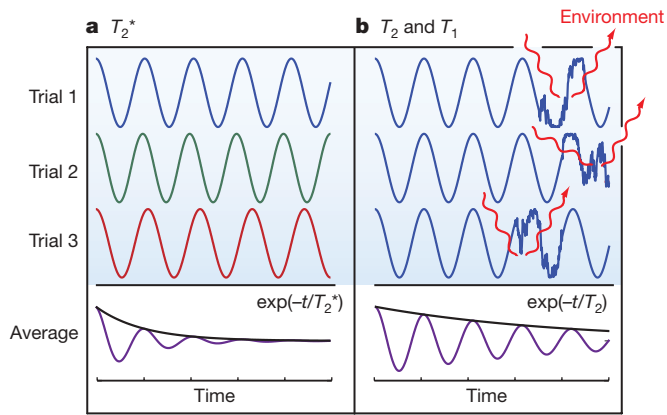 a T₂*
b T₂ and T₁
Environment
Trial 1
Trial 2
Trial 3
Average
exp(–t/T₂*)
exp(–t/T₂)
Time
Time